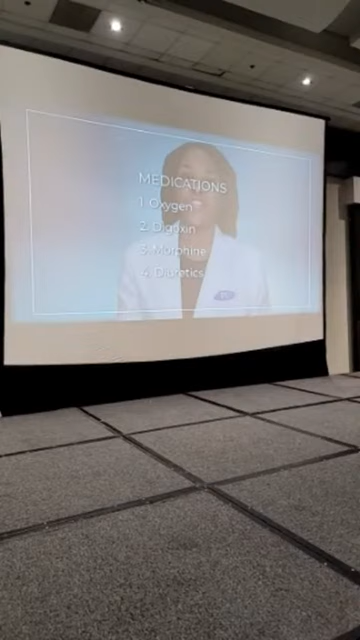 MEDICATIONS
1. Oxygen
2. Digoxin
3. Morphine
4. Diuretics